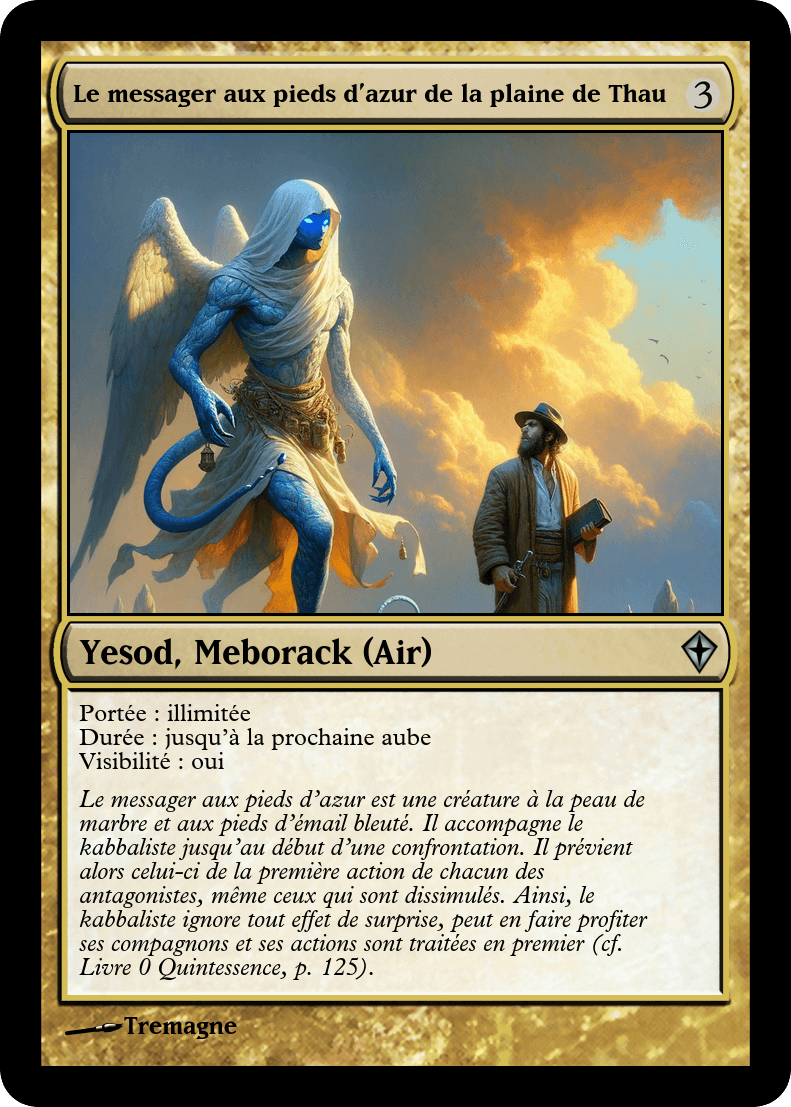 Le messager aux pieds d'azur de la plaine de Thau 3
Yesod, Meborack (Air)
Portée : illimitée
Durée : jusqu'à la prochaine aube
Visibilité : oui
Le messager aux pieds d'azur est une créature à la peau de
marbre et aux pieds d'émail bleuté. Il accompagne le
kabbaliste jusqu'au début d'une confrontation. Il prévient
alors celui-ci de la première action de chacun des
antagonistes, même ceux qui sont dissimulés. Ainsi, le
kabbaliste ignore tout effet de surprise, peut en faire profiter
ses compagnons et ses actions sont traitées en premier (cf.
Livre 0 Quintessence, p. 125).
Tremagne